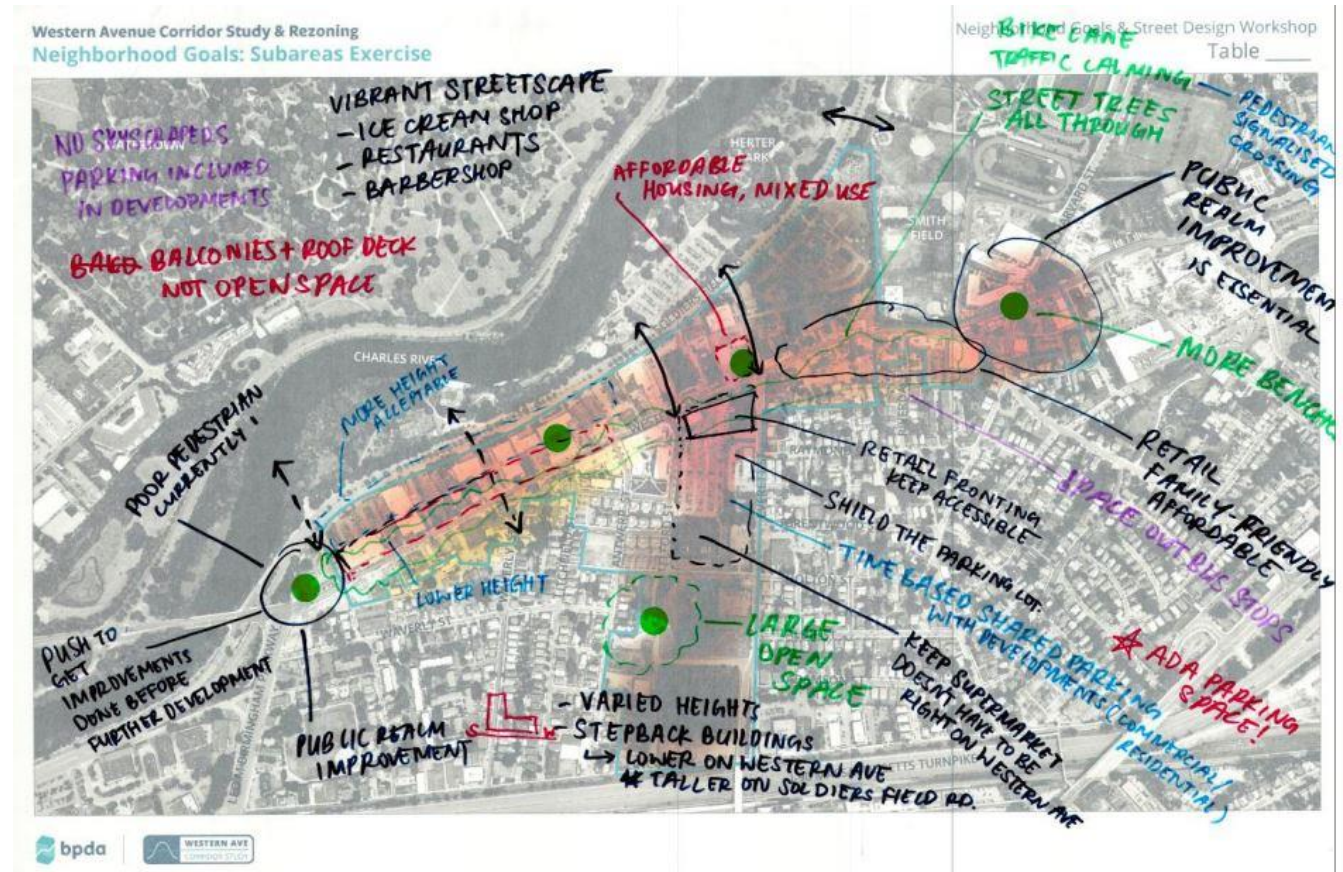 Western Avenue Corridor Study & Rezoning
Neighborhood Goals: Subareas Exercise
Neighborhood Goals & Street Design Workshop
Table ____
BIKE LANE
TRAFFIC CALMING
STREET TREES
ALL THROUGH
PEDESTRIAN
SIGNALISED
CROSSING
VIBRANT STREETSCAPE
- ICE CREAM SHOP
- RESTAURANTS
- BARBERSHOP
NO SKYSCRAPERS
PARKING INCLUDED
IN DEVELOPMENTS
BALCONIES + ROOF DECK
NOT OPEN SPACE
HERTER
PARK
AFFORDABLE
HOUSING, MIXED USE
SMITH
FIELD
PUBLIC
REALM
IMPROVEMEN
IS ESSENTIAL
CHARLES RIVER
MORE HEIGHT
ACCEPTABLE
MORE BENCHE
POOR PEDESTRIAN
CURRENTLY!
RETAIL
FAMILY-FRIENDLY
AFFORDABLE
RETAIL FRONTING
KEEP ACCESSIBLE
RAYMOND
SHIELD THE PARKING LOT.
SPACE OUT BUS STOPS
TIME BASED SHARED PARKING
WITH DEVELOPMENTS (COMMERCIAL/
RESIDENTIAL)
LOWER HEIGHT
WAVERLY ST
LARGE
OPEN
SPACE
KEEP SUPERMARKET
DOESNT HAVE TO BE
RIGHT ON WESTERN AVE
ADA PARKING
SPACE!
PUSH TO
GET
IMPROVEMENTS
DONE BEFORE
FURTHER DEVELOPMENT
PUBLIC REALM
IMPROVEMENT
- VARIED HEIGHTS
- STEPBACK BUILDINGS
↳ LOWER ON WESTERN AVE
TALLER ON SOLDIERS FIELD RD.
TTS TURNPIKE
bpda
WESTERN AVE
CORRIDOR STUDY